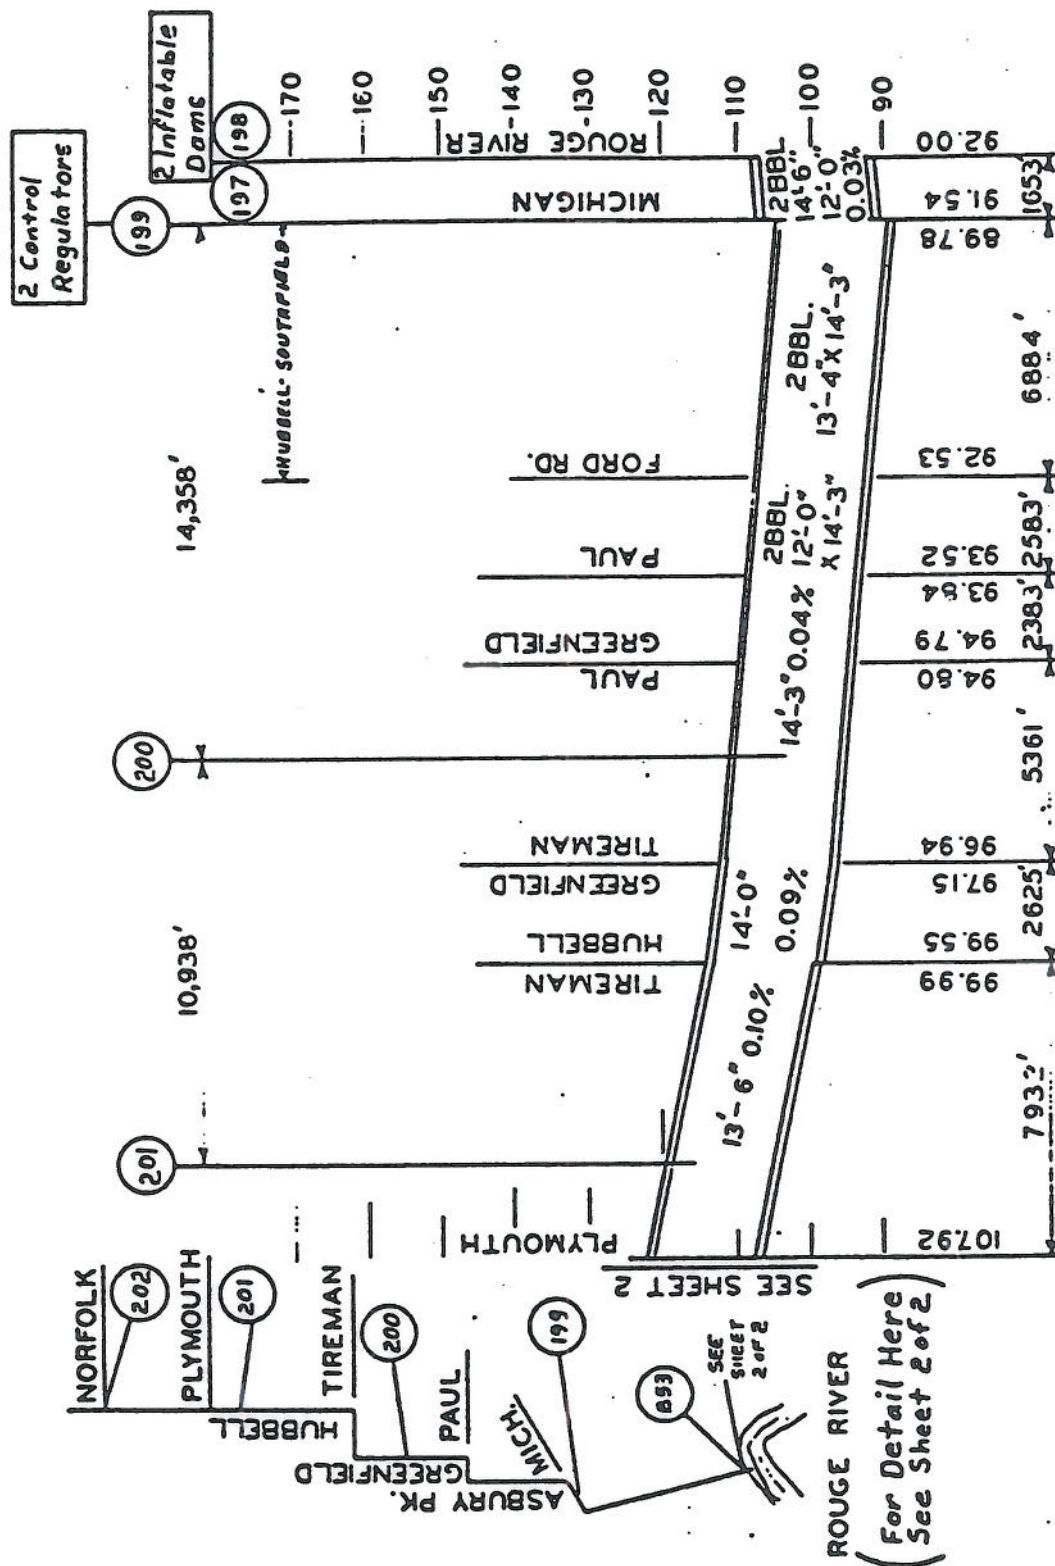 2 Control
Regulators
2 Inflatable
Dams
199
197
198
14,358'
HUBBELL-SOUTHFIELD
200
10,938'
201
---170
---160
-150
-140
-130
-120
-110
-100
-90
ROUGE
RIVER
MICHIGAN
FORD RD.
PAUL
GREENFIELD
PAUL
TIREMAN
GREENFIELD
HUBBELL
TIREMAN
PLYMOUTH
2BBL.
14'-6"
12'-0"
0.03%
2BBL.
13'-4" X 14'-3"
2BBL.
12'-0"
X 14'-3"
14'-3" 0.04%
14'-0"
0.09%
13'-6" 0.10%
SEE SHEET 2
92.00
91.54
89.78
92.53
93.52
93.84
94.79
94.80
96.94
97.15
99.55
99.99
107.92
1653'
6884'
2583'
2383'
5361'
2625'
NORFOLK
202
PLYMOUTH
201
HUBBELL
TIREMAN
200
GREENFIELD
PAUL
ASBURY PK.
MICH.
199
B53
SEE
SHEET
2 OF 2
ROUGE RIVER
(For Detail Here
See Sheet 2 of 2)